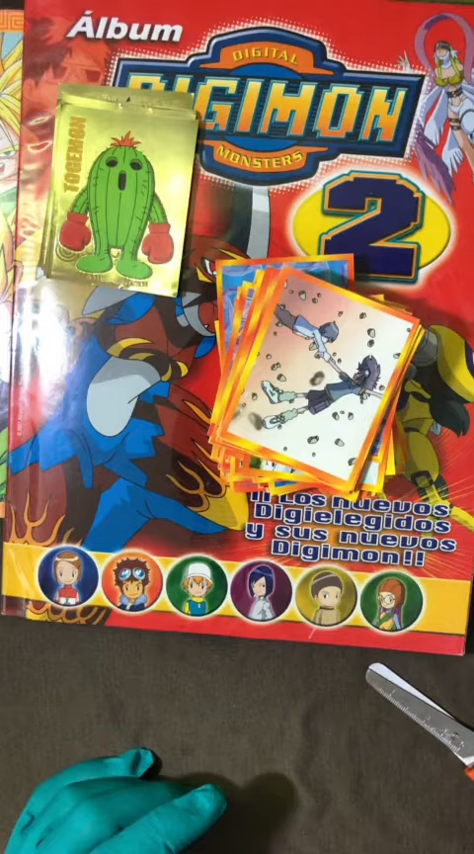 Álbum
DIGITAL
DIGIMON
MONSTERS
TOGEMON
2
¡¡Los nuevos
Digielegidos
y sus nuevos
Digimon!!